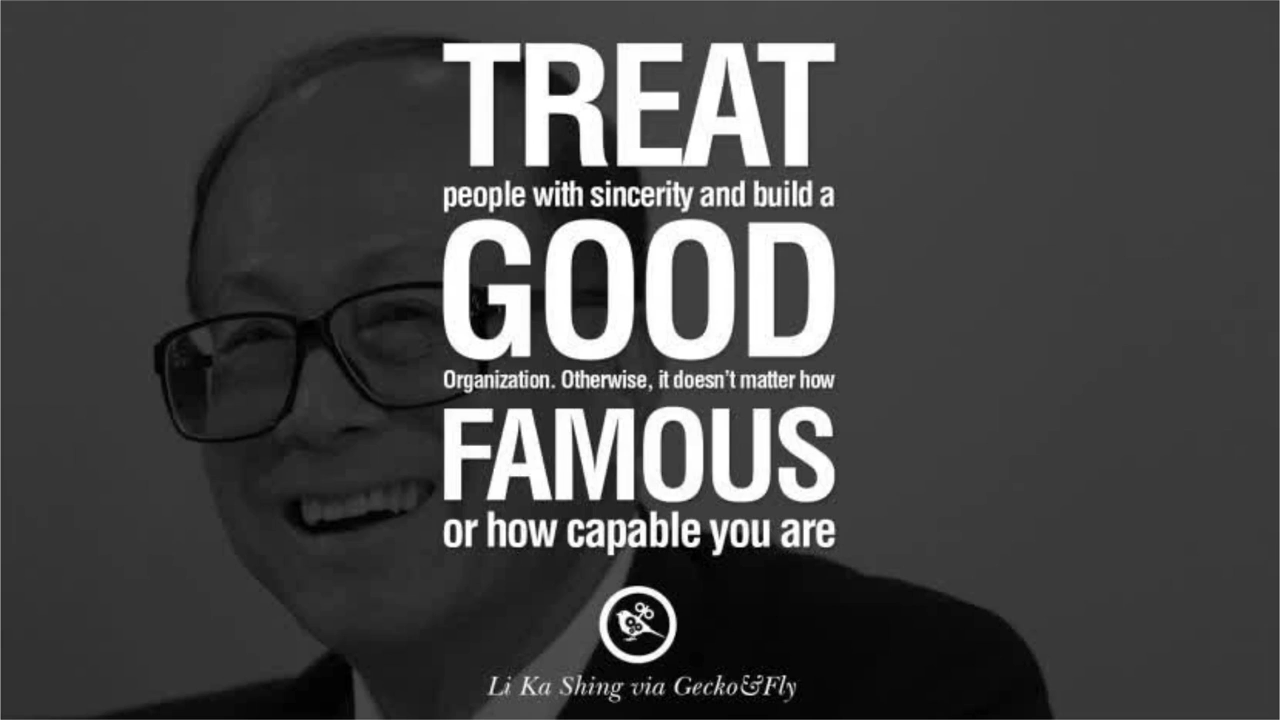 TREAT
people with sincerity and build a
GOOD
Organization. Otherwise, it doesn't matter how
FAMOUS
or how capable you are
Li Ka Shing via Gecko&Fly